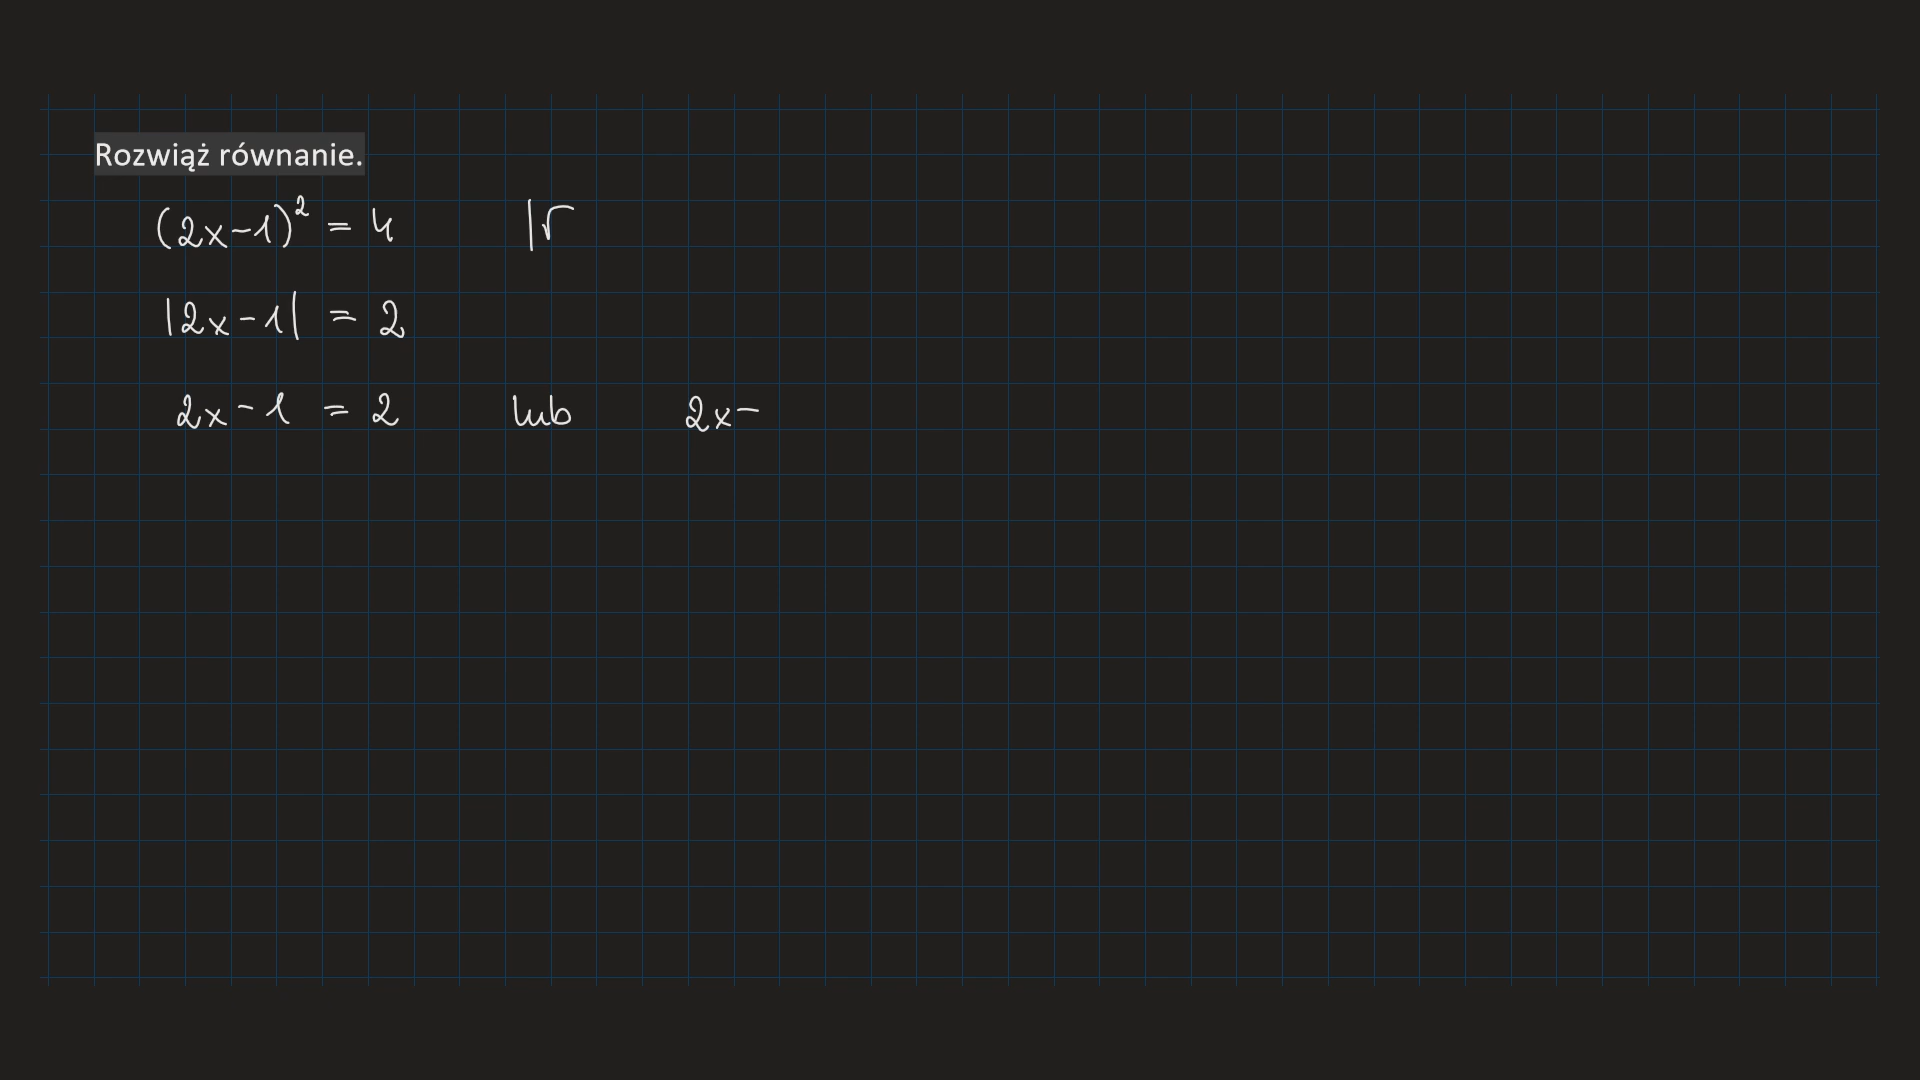 Rozwiąż równanie.
(2x-1)² = 4 |√
|2x-1| = 2
2x-1 = 2 lub 2x-